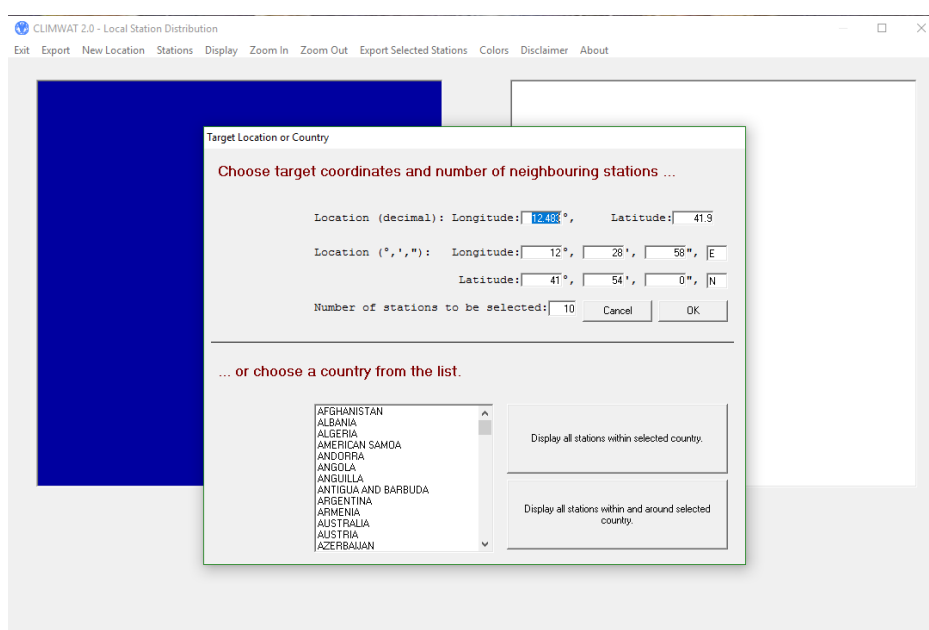 CLIMWAT 2.0 - Local Station Distribution
Exit Export New Location Stations Display Zoom In Zoom Out Export Selected Stations Colors Disclaimer About
Target Location or Country
Choose target coordinates and number of neighbouring stations ...
Location (decimal): Longitude: 12.483°, Latitude: 41.9
Location (°,',"): Longitude: 12°, 28', 58", E
Latitude: 41°, 54', 0", N
Number of stations to be selected: 10 Cancel OK
... or choose a country from the list.
AFGHANISTAN
ALBANIA
ALGERIA
AMERICAN SAMOA
ANDORRA
ANGOLA
ANGUILLA
ANTIGUA AND BARBUDA
ARGENTINA
ARMENIA
AUSTRALIA
AUSTRIA
AZERBAIJAN
Display all stations within selected country.
Display all stations within and around selected
country.